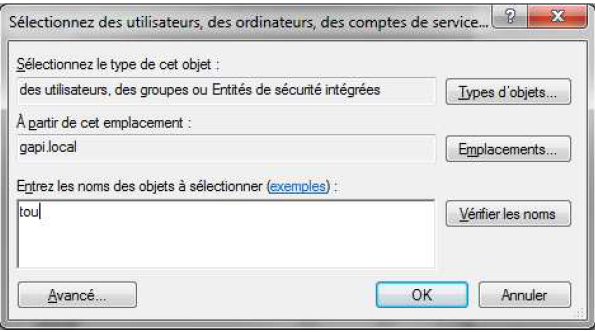 Sélectionnez des utilisateurs, des ordinateurs, des comptes de service...
Sélectionnez le type de cet objet :
des utilisateurs, des groupes ou Entités de sécurité intégrées
Types d'objets...
À partir de cet emplacement :
gapi.local
Emplacements...
Entrez les noms des objets à sélectionner (exemples) :
tou
Vérifier les noms
Avancé...
OK
Annuler